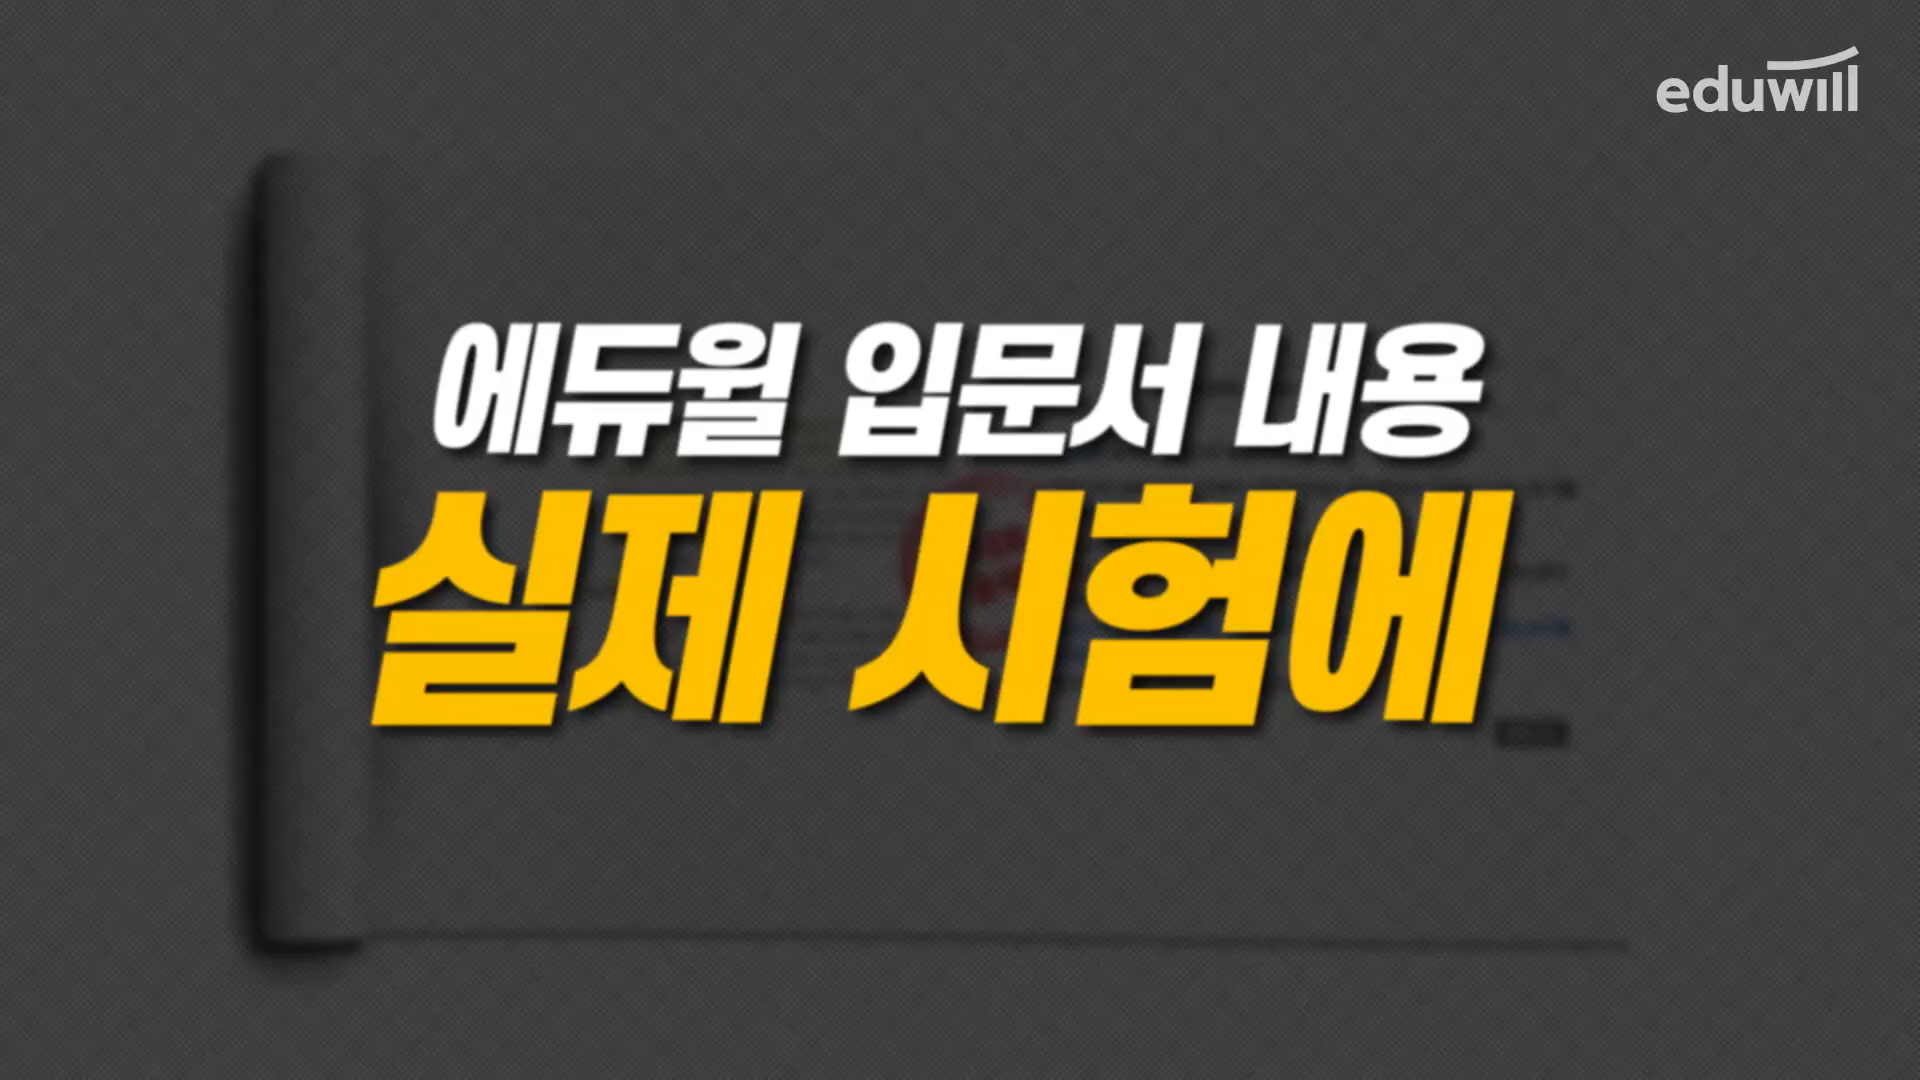 eduwill
에듀윌 입문서 내용
실제 시험에